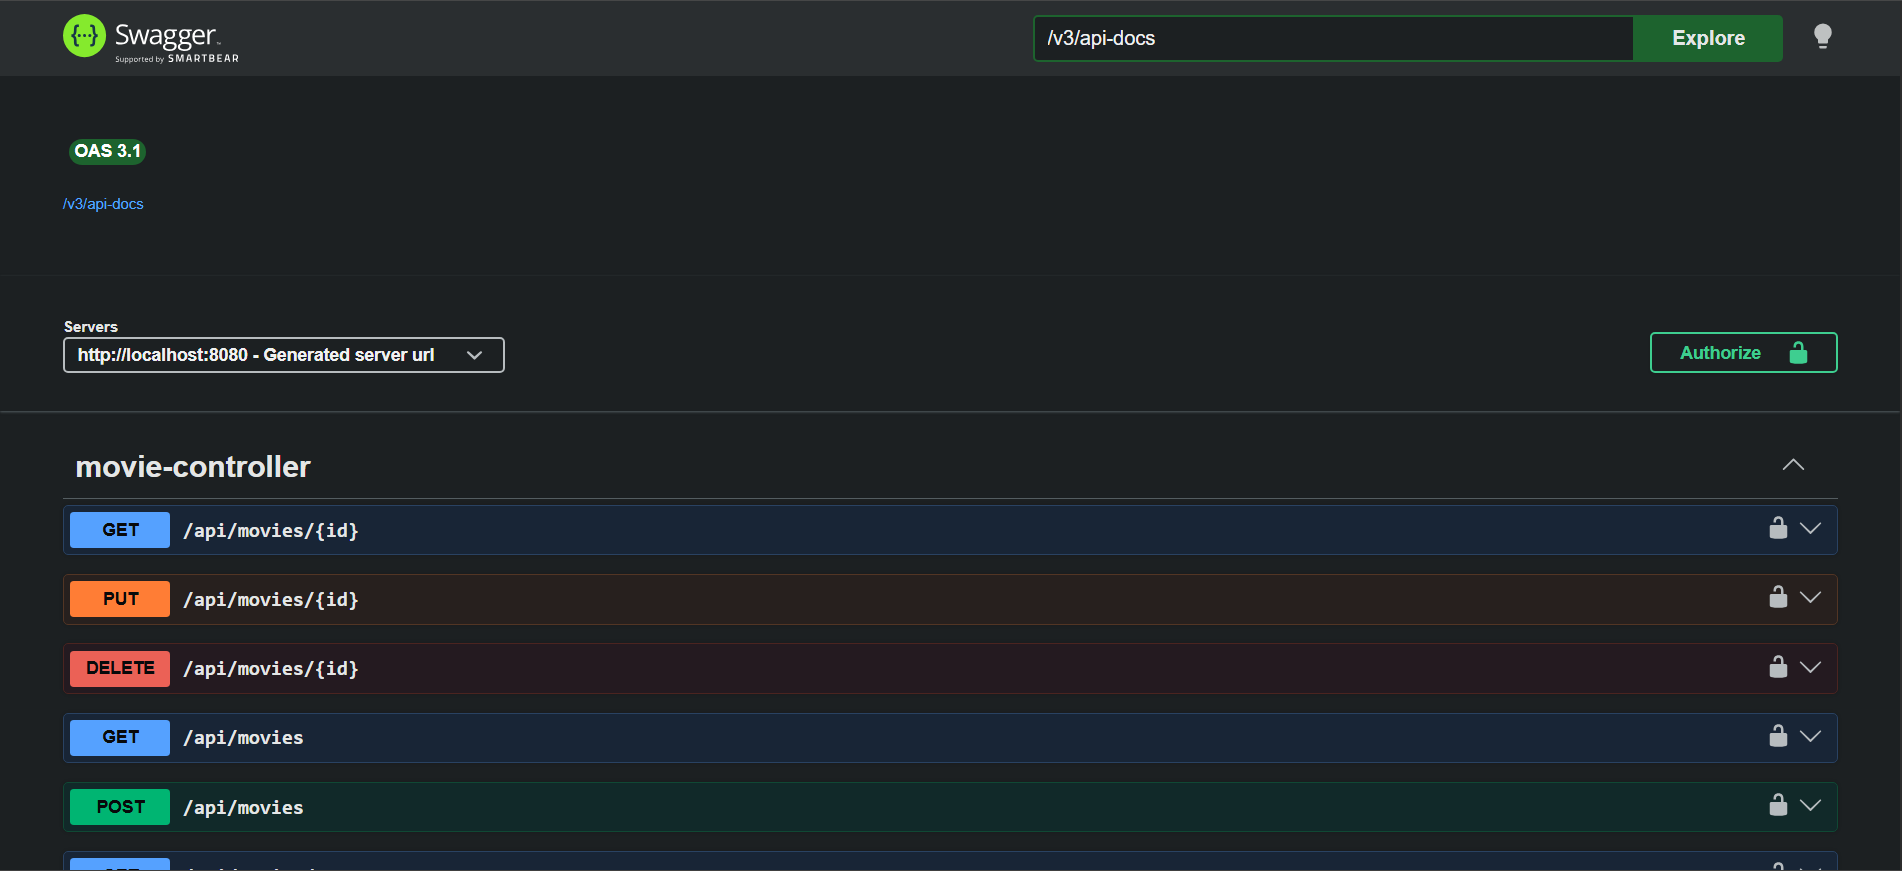 Swagger
Supported by SMARTBEAR
/v3/api-docs
Explore
OAS 3.1
/v3/api-docs
Servers
http://localhost:8080 - Generated server url
Authorize
movie-controller
GET /api/movies/{id}
PUT /api/movies/{id}
DELETE /api/movies/{id}
GET /api/movies
POST /api/movies